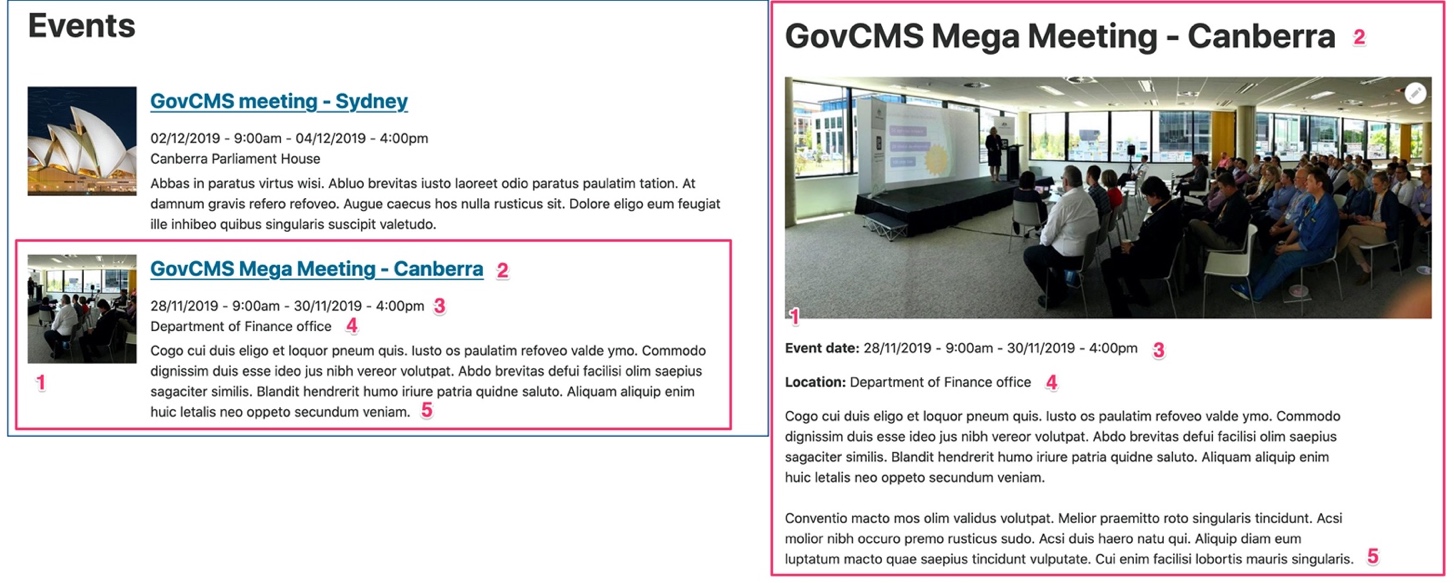 Events
GovCMS meeting - Sydney
02/12/2019 - 9:00am - 04/12/2019 - 4:00pm
Canberra Parliament House
Abbas in paratus virtus wisi. Abluo brevitas iusto laoreet odio paratus paulatim tation. At
damnum gravis refero refoveo. Augue caecus hos nulla rusticus sit. Dolore eligo eum feugiat
ille inhibeo quibus singularis suscipit valetudo.
GovCMS Mega Meeting - Canberra 2
28/11/2019 - 9:00am - 30/11/2019 - 4:00pm 3
Department of Finance office 4
Cogo cui duis eligo et loquor pneum quis. Iusto os paulatim refoveo valde ymo. Commodo
dignissim duis esse ideo jus nibh vereor volutpat. Abdo brevitas defui facilisi olim saepius
1
sagaciter similis. Blandit hendrerit humo iriure patria quidne saluto. Aliquam aliquip enim
huic letalis neo oppeto secundum veniam. 5
GovCMS Mega Meeting - Canberra 2
1
Event date: 28/11/2019 - 9:00am - 30/11/2019 - 4:00pm 3
Location: Department of Finance office 4
Cogo cui duis eligo et loquor pneum quis. Iusto os paulatim refoveo valde ymo. Commodo
dignissim duis esse ideo jus nibh vereor volutpat. Abdo brevitas defui facilisi olim saepius
sagaciter similis. Blandit hendrerit humo iriure patria quidne saluto. Aliquam aliquip enim
huic letalis neo oppeto secundum veniam.
Conventio macto mos olim validus volutpat. Melior praemitto roto singularis tincidunt. Acsi
molior nibh occuro premo rusticus sudo. Acsi duis haero natu qui. Aliquip diam eum
luptatum macto quae saepius tincidunt vulputate. Cui enim facilisi lobortis mauris singularis. 5